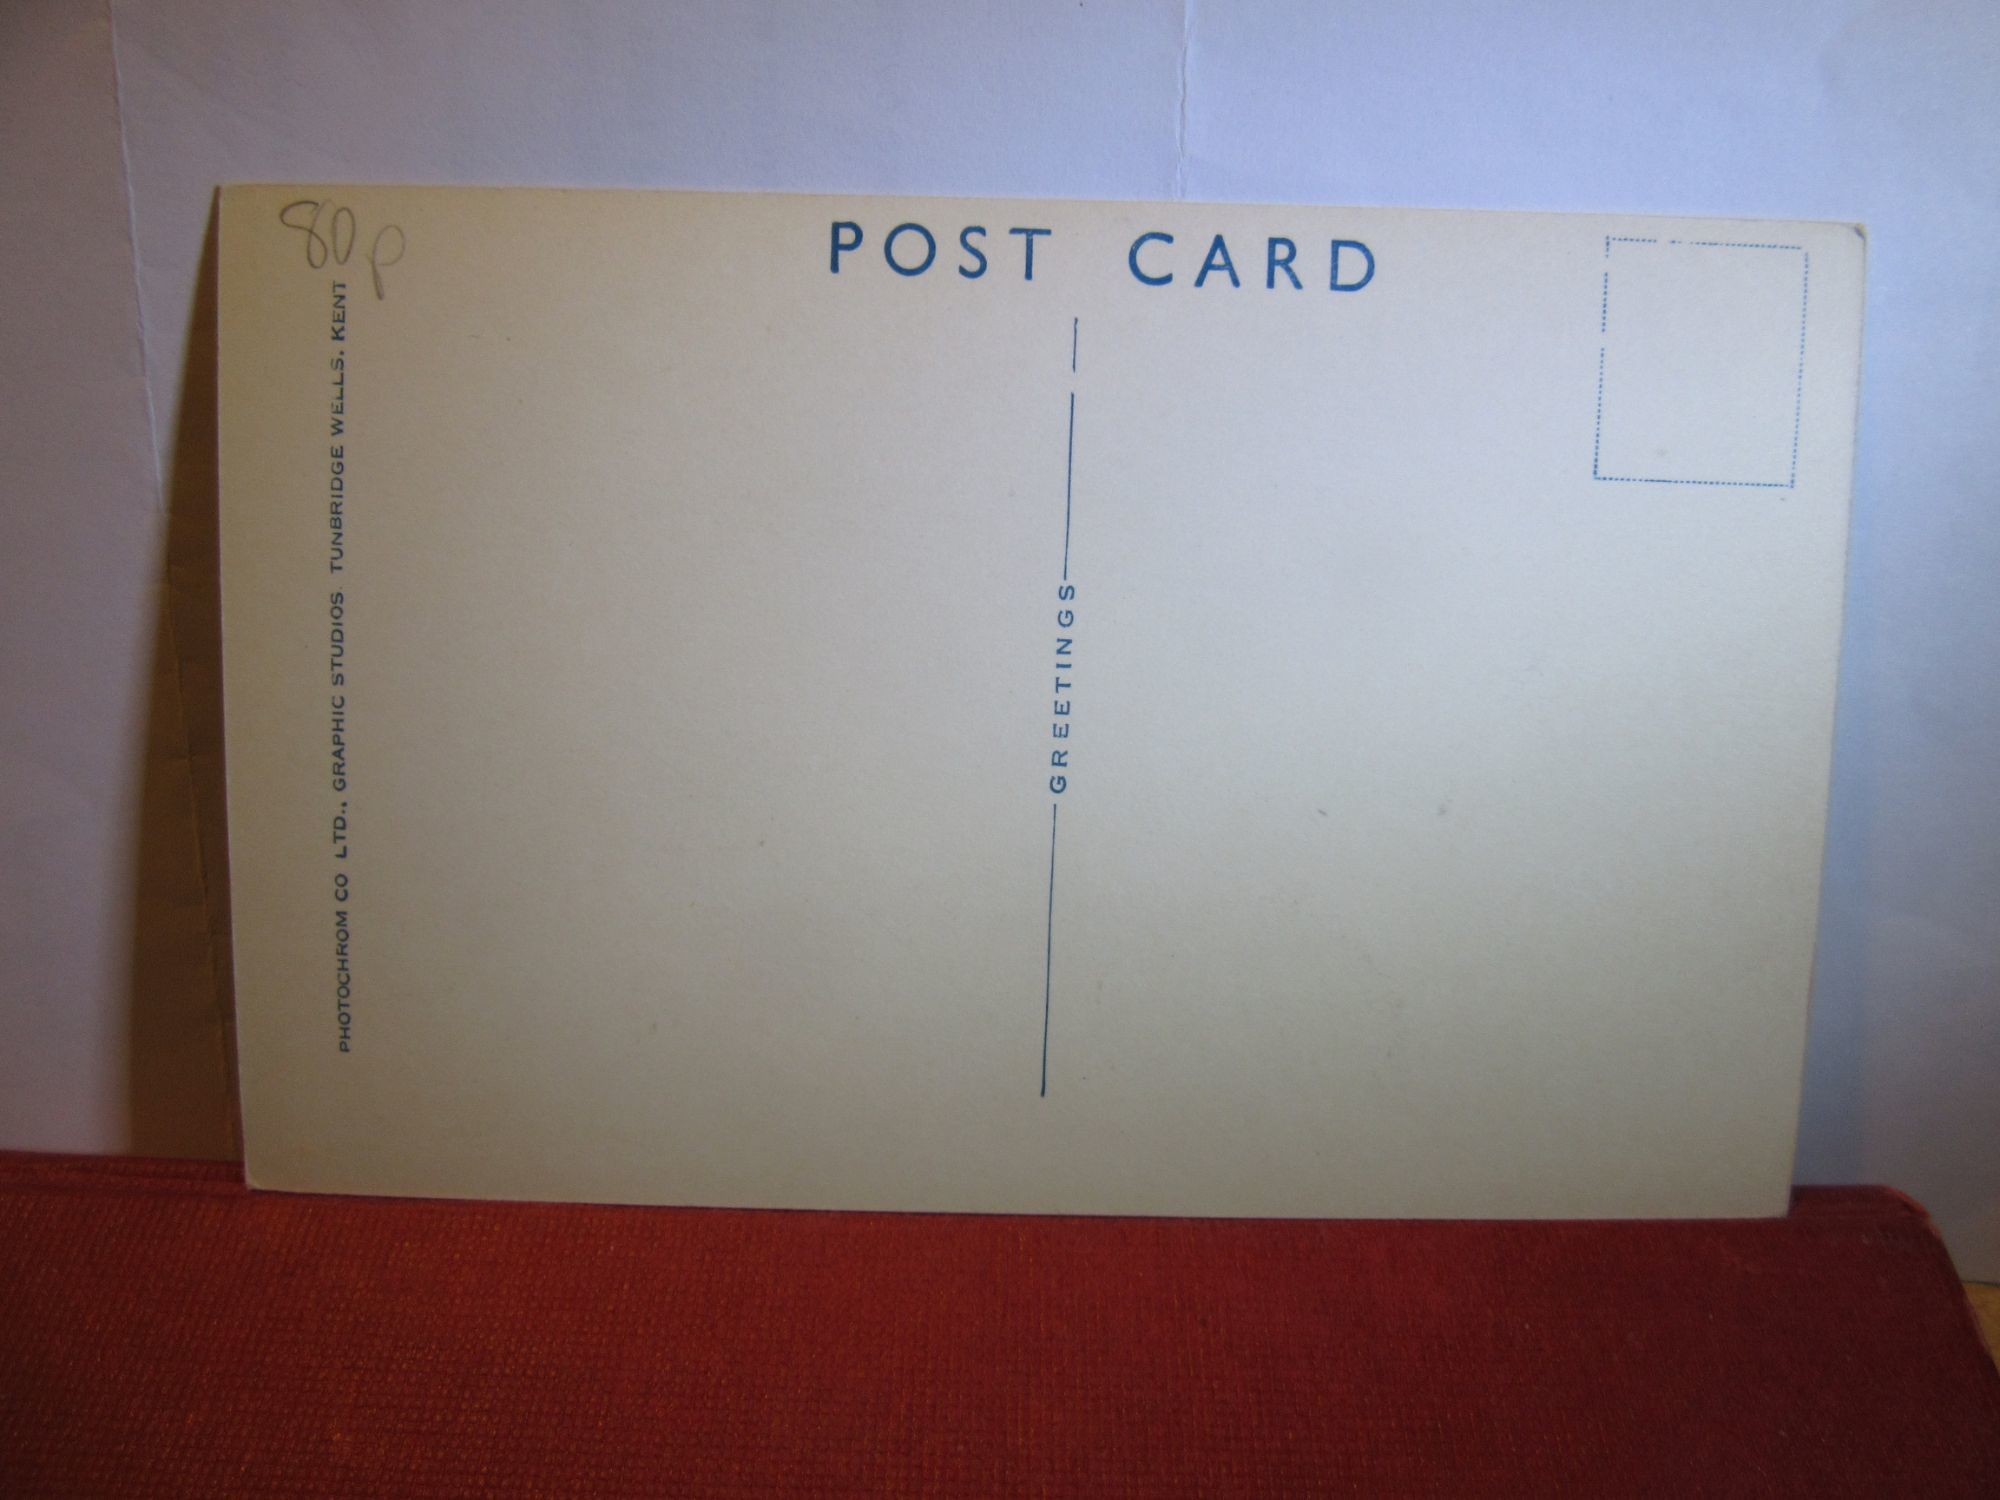 80p
POST CARD
PHOTOCHROM CO LTD., GRAPHIC STUDIOS TUNBRIDGE WELLS, KENT
GREETINGS